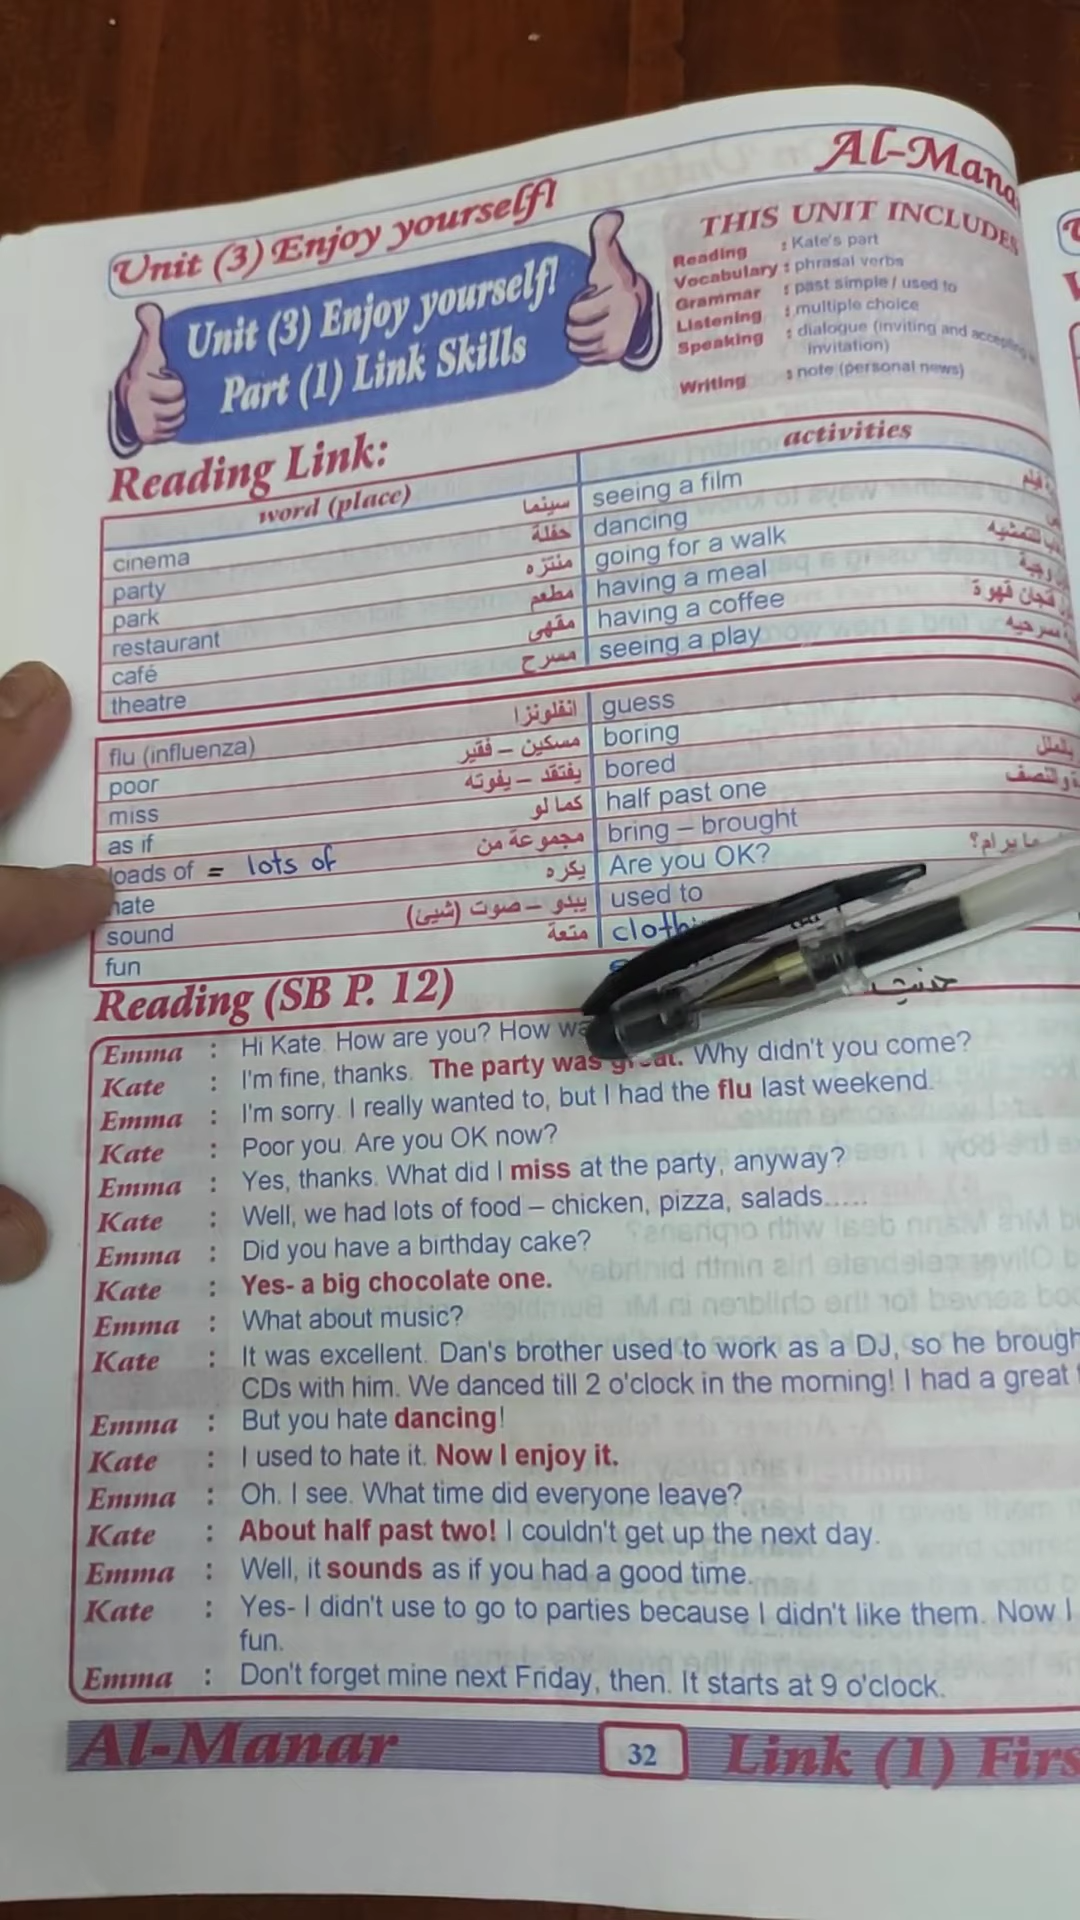 Unit (3) Enjoy yourself!
Al-Mana
Unit (3) Enjoy yourself!
Part (1) Link Skills
THIS UNIT INCLUDES
Reading : Kate's part
Vocabulary : phrasal verbs
Grammar : past simple / used to
Listening : multiple choice
Speaking : dialogue (inviting and accepting
invitation)
Writing : note (personal news)
Reading Link:
word (place) activities
cinema سينما seeing a film
party حفلة dancing
park منتزه going for a walk
restaurant مطعم having a meal
café مقهى having a coffee فنجان قهوة
theatre مسرح seeing a play
flu (influenza) انفلونزا guess
poor مسكين – فقير boring
miss يفتقد – يفوته bored
as if كما لو half past one
loads of = lots of مجموعة من bring – brought
hate يكره Are you OK?
sound يبدو – صوت (شيئ) used to
fun متعة
Reading (SB P. 12)
Emma : Hi Kate. How are you? How
Kate : I'm fine, thanks. The party was great. Why didn't you come?
Emma : I'm sorry. I really wanted to, but I had the flu last weekend.
Kate : Poor you. Are you OK now?
Emma : Yes, thanks. What did I miss at the party, anyway?
Kate : Well, we had lots of food – chicken, pizza, salads.....
Emma : Did you have a birthday cake?
Kate : Yes- a big chocolate one.
Emma : What about music?
Kate : It was excellent. Dan's brother used to work as a DJ, so he brough
CDs with him. We danced till 2 o'clock in the morning! I had a great
Emma : But you hate dancing!
Kate : I used to hate it. Now I enjoy it.
Emma : Oh. I see. What time did everyone leave?
Kate : About half past two! I couldn't get up the next day.
Emma : Well, it sounds as if you had a good time.
Kate : Yes- I didn't use to go to parties because I didn't like them. Now I
fun.
Emma : Don't forget mine next Friday, then. It starts at 9 o'clock.
Al-Manar 32 Link (1) Firs